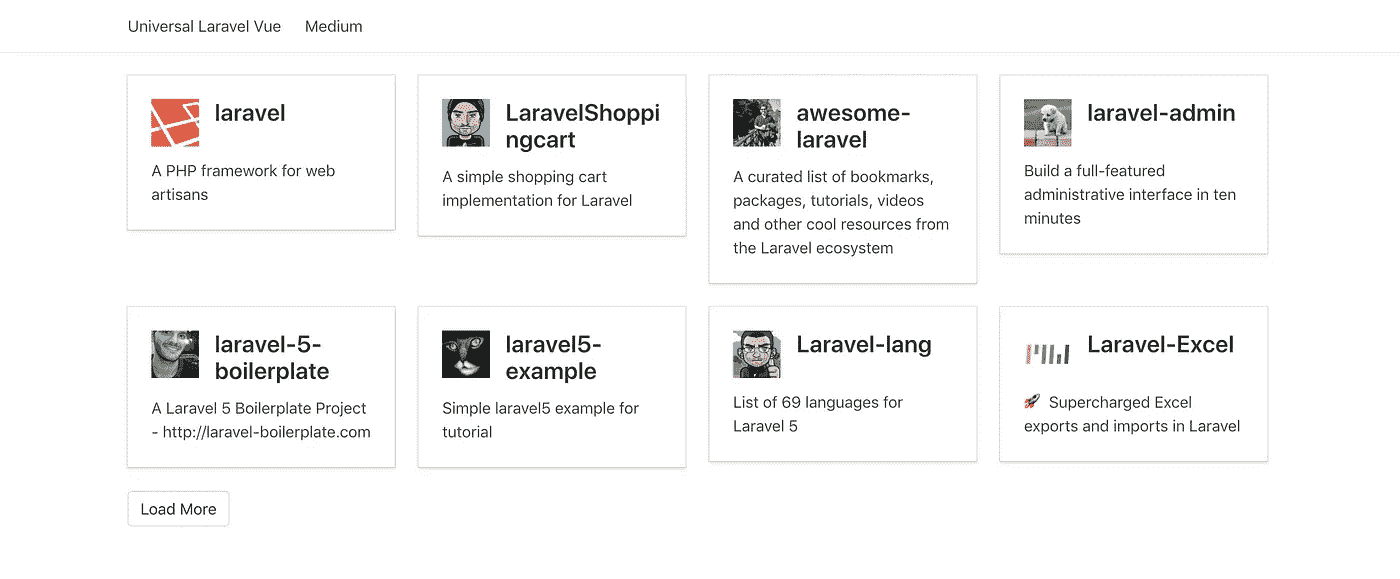 Universal Laravel Vue Medium
laravel
A PHP framework for web
artisans
LaravelShoppi
ngcart
A simple shopping cart
implementation for Laravel
awesome-
laravel
A curated list of bookmarks,
packages, tutorials, videos
and other cool resources from
the Laravel ecosystem
laravel-admin
Build a full-featured
administrative interface in ten
minutes
laravel-5-
boilerplate
A Laravel 5 Boilerplate Project
- http://laravel-boilerplate.com
laravel5-
example
Simple laravel5 example for
tutorial
Laravel-lang
List of 69 languages for
Laravel 5
Laravel-Excel
🚀 Supercharged Excel
exports and imports in Laravel
Load More